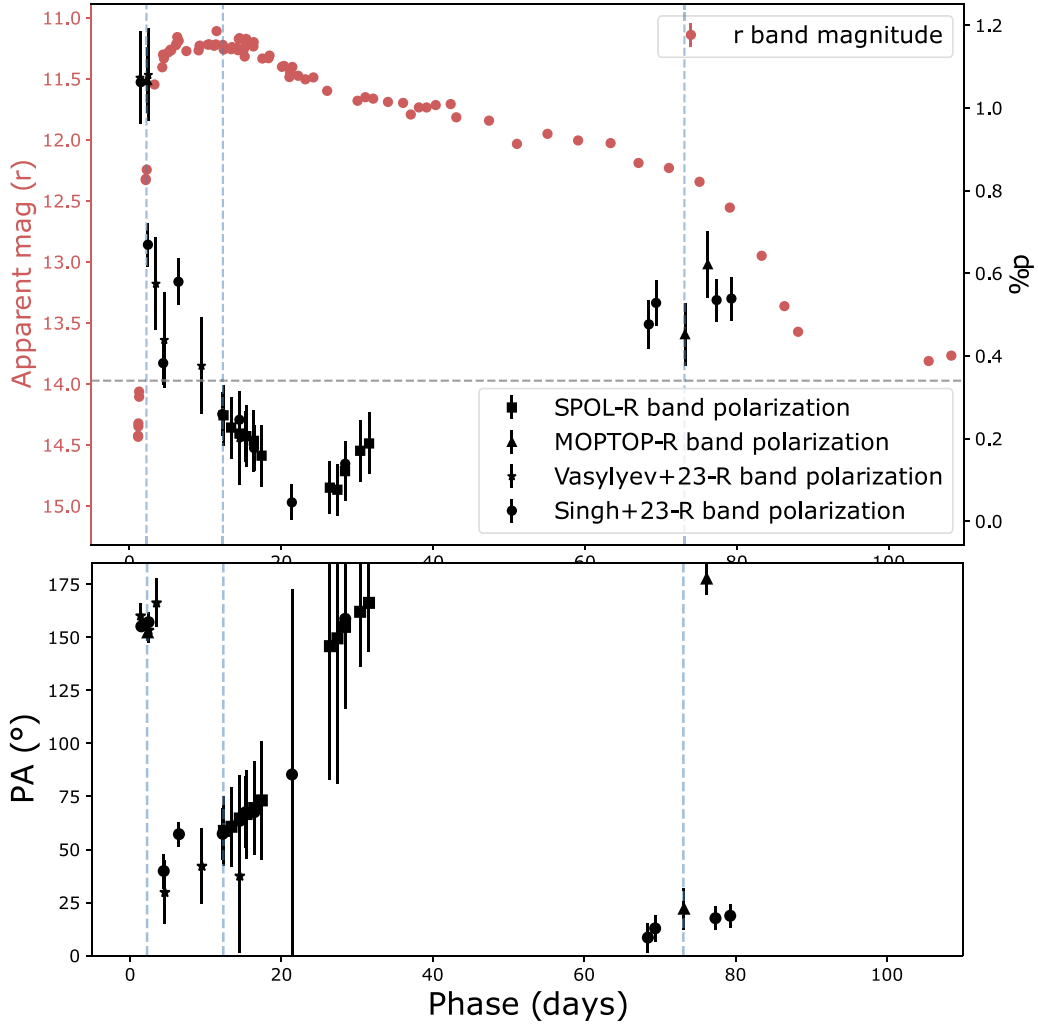 11.0
11.5
12.0
12.5
13.0
13.5
14.0
14.5
15.0
Apparent mag (r)
r band magnitude
1.2
1.0
0.8
0.6
0.4
0.2
0.0
p%
SPOL-R band polarization
MOPTOP-R band polarization
Vasylyev+23-R band polarization
Singh+23-R band polarization
0 20 40 60 80 100
175
150
125
100
75
50
25
0
PA (°)
0 20 40 60 80 100
Phase (days)